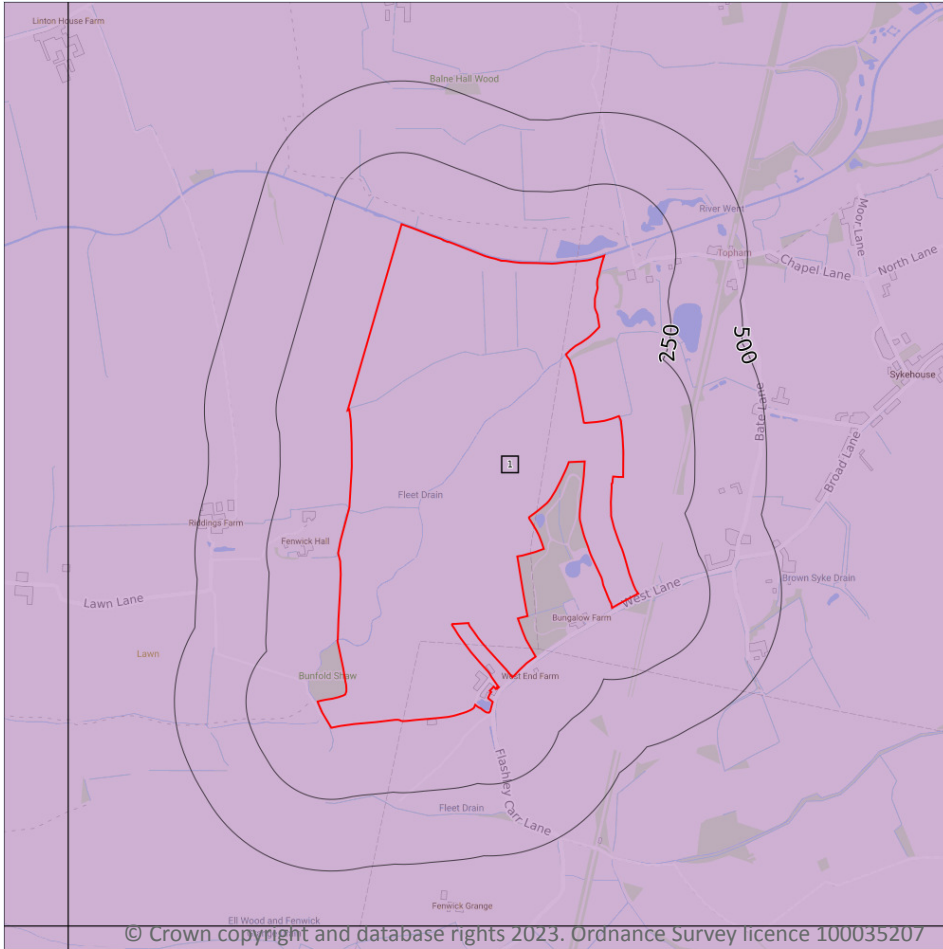 Linton House Farm
Balne Hall Wood
River Went
Topham
Chapel Lane
Moor Lane
North Lane
250
500
Sykehouse
Bate Lane
Broad Lane
1
Fleet Drain
Riddings Farm
Fenwick Hall
Lawn Lane
West Lane
Brown Syke Drain
Bungalow Farm
Lawn
Bunfold Shaw
West End Farm
Flashley Carr Lane
Fleet Drain
Fenwick Grange
Ell Wood and Fenwick
© Crown copyright and database rights 2023. Ordnance Survey licence 100035207